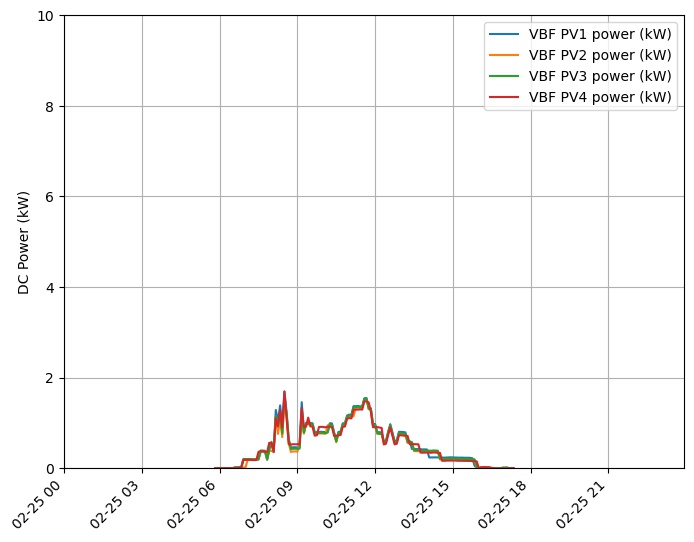 10
8
6
4
2
0
DC Power (kW)
VBF PV1 power (kW)
VBF PV2 power (kW)
VBF PV3 power (kW)
VBF PV4 power (kW)
02-25 00
02-25 03
02-25 06
02-25 09
02-25 12
02-25 15
02-25 18
02-25 21